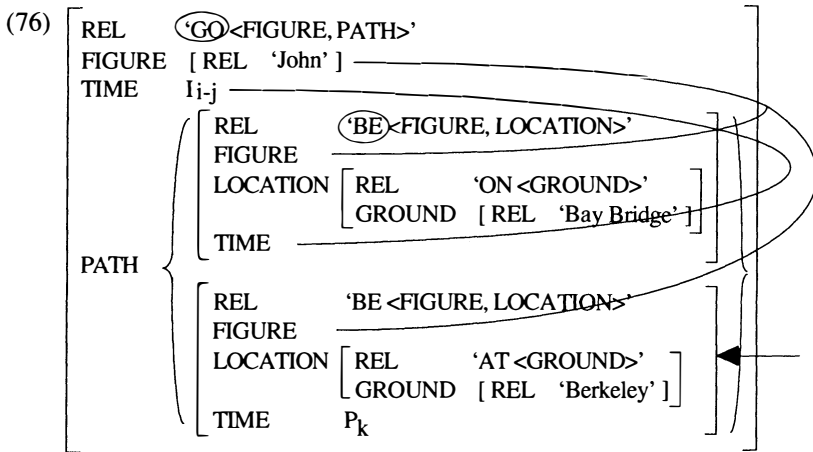 (76)
REL ‘GO<FIGURE, PATH>’
FIGURE [ REL ‘John’ ]
TIME Ii-j
REL ‘BE<FIGURE, LOCATION>’
FIGURE
LOCATION REL ‘ON <GROUND>’
GROUND [ REL ‘Bay Bridge’ ]
TIME
PATH
REL ‘BE <FIGURE, LOCATION>’
FIGURE
LOCATION REL ‘AT <GROUND>’
GROUND [ REL ‘Berkeley’ ]
TIME Pk